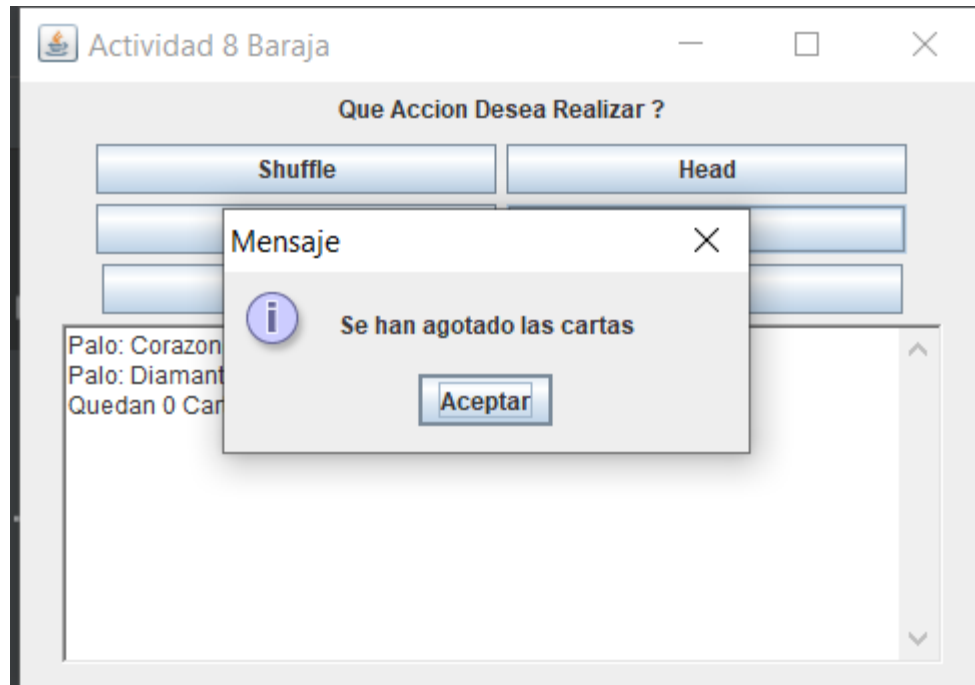 Actividad 8 Baraja
Que Accion Desea Realizar ?
Shuffle
Head
Mensaje
Se han agotado las cartas
Aceptar
Palo: Corazon
Palo: Diamant
Quedan 0 Car